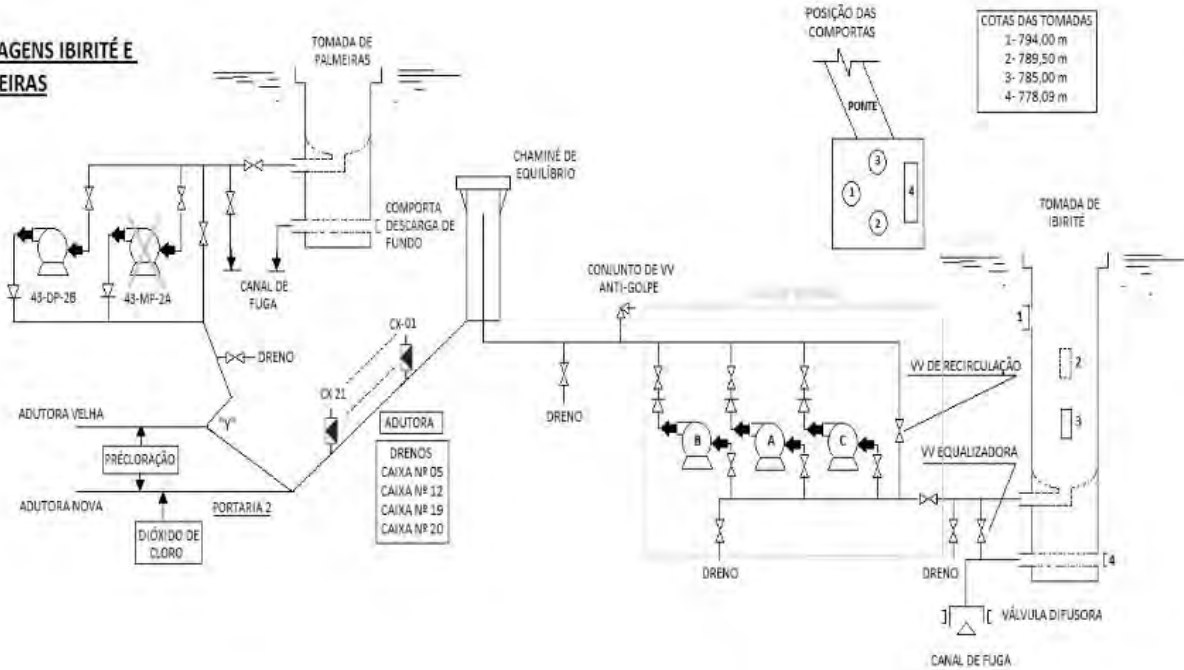 AGENS IBIRITÉ E
EIRAS
TOMADA DE
PALMEIRAS
POSIÇÃO DAS
COMPORTAS
PONTE
3
1
4
2
COTAS DAS TOMADAS
1- 794,00 m
2- 789,50 m
3- 785,00 m
4- 778,09 m
CHAMINÉ DE
EQUILÍBRIO
COMPORTA
DESCARGA DE
FUNDO
TOMADA DE
IBIRITÉ
43-DP-2B
43-MP-2A
CANAL DE
FUGA
CONJUNTO DE VV
ANTI-GOLPE
1
2
3
CX-01
DRENO
CX 21
VV DE RECIRCULAÇÃO
ADUTORA VELHA
"Y"
ADUTORA
DRENO
B
A
C
PRÉCLORAÇÃO
DRENOS
CAIXA Nº 05
CAIXA Nº 12
CAIXA Nº 19
CAIXA Nº 20
VV EQUALIZADORA
ADUTORA NOVA
PORTARIA 2
DIÓXIDO DE
CLORO
DRENO
DRENO
4
VÁLVULA DIFUSORA
CANAL DE FUGA